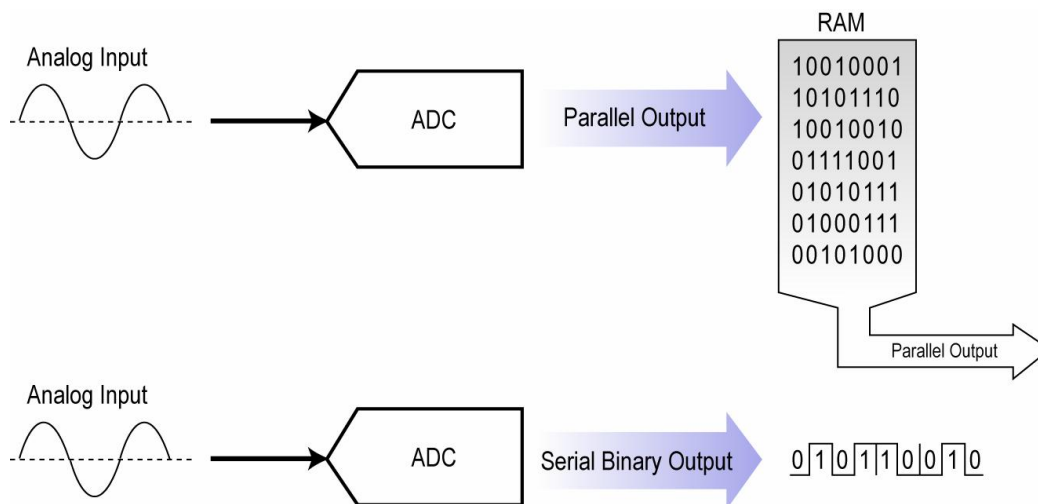 Analog Input
ADC
Parallel Output
RAM
10010001
10101110
10010010
01111001
01010111
01000111
00101000
Parallel Output
Analog Input
ADC
Serial Binary Output
010110010